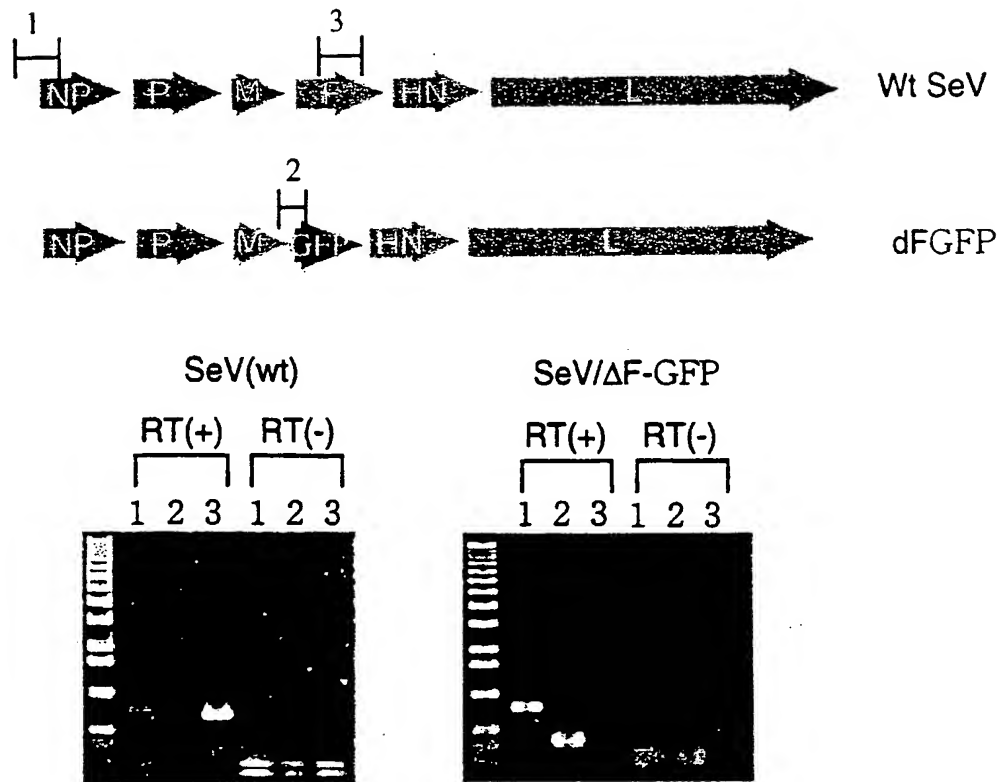 1 3
NP P M F HN L Wt SeV
2
NP P M GFP HN L dFGFP
SeV(wt) SeV/ΔF-GFP
RT(+) RT(-) RT(+) RT(-)
1 2 3 1 2 3 1 2 3 1 2 3